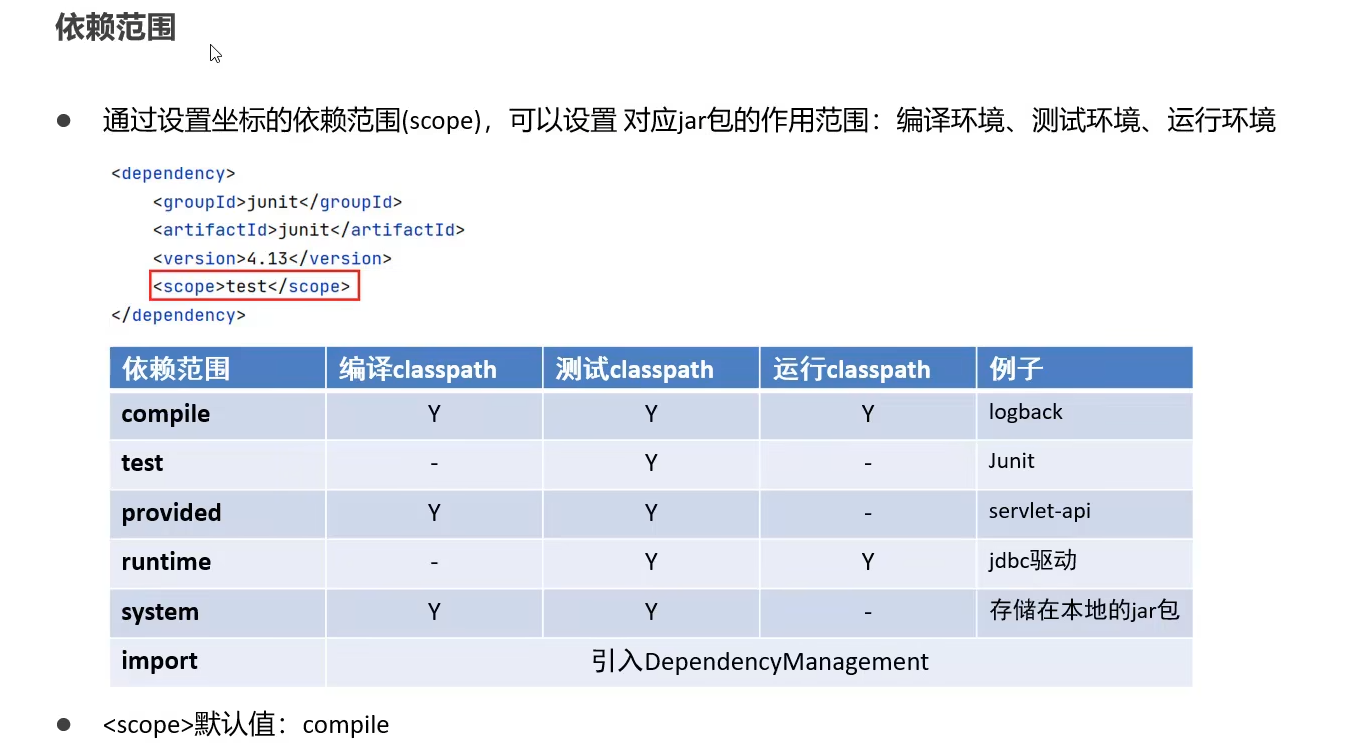 依赖范围
● 通过设置坐标的依赖范围(scope)，可以设置 对应jar包的作用范围：编译环境、测试环境、运行环境
<dependency>
    <groupId>junit</groupId>
    <artifactId>junit</artifactId>
    <version>4.13</version>
    <scope>test</scope>
</dependency>
依赖范围 编译classpath 测试classpath 运行classpath 例子
compile Y Y Y logback
test - Y - Junit
provided Y Y - servlet-api
runtime - Y Y jdbc驱动
system Y Y - 存储在本地的jar包
import 引入DependencyManagement
● <scope>默认值：compile